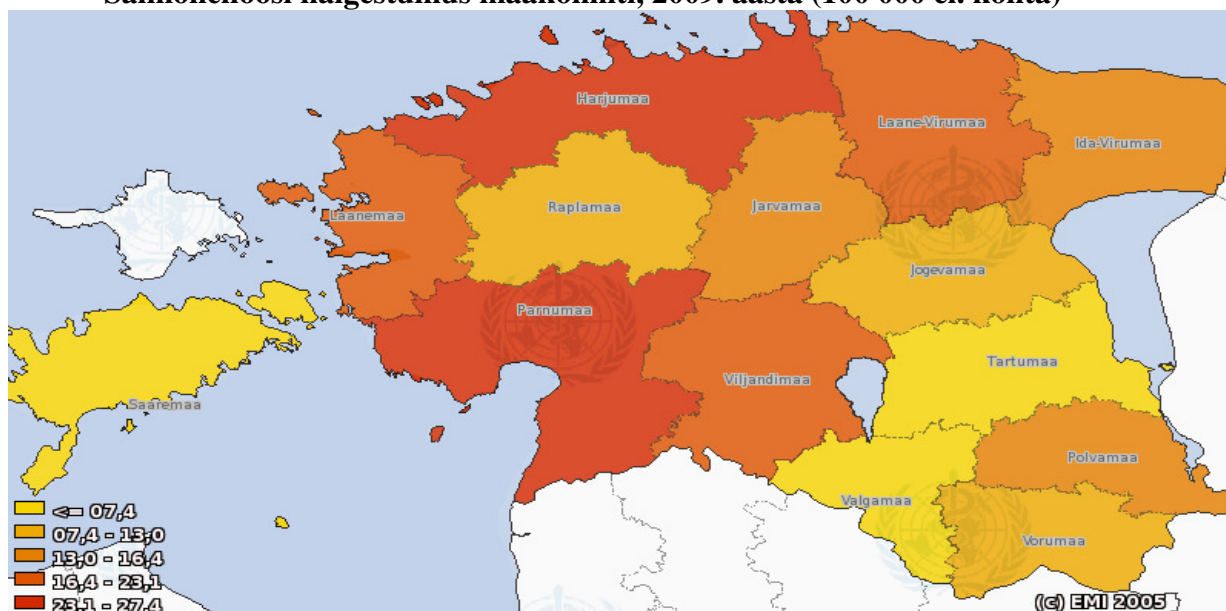 Salmonelloosi haigestumus maakonniti, 2009. aasta (100 000 el. kohta)
Harjumaa
Laane-Virumaa
Ida-Virumaa
Laanemaa
Raplamaa
Jarvamaa
Jogevamaa
Parnumaa
Tartumaa
Viljandimaa
Saaremaa
Polvamaa
Valgamaa
Vorumaa
<= 07,4
07,4 - 13,0
13,0 - 16,4
16,4 - 23,1
23,1 - 27,4
(c) EMI 2005